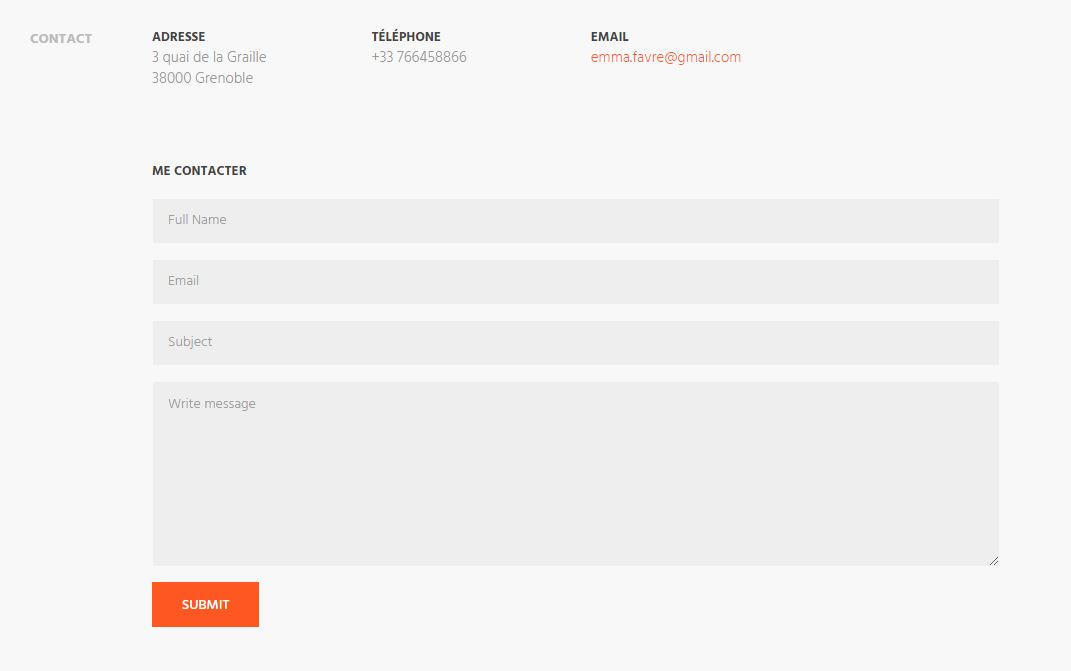 CONTACT
ADRESSE
3 quai de la Graille
38000 Grenoble
TÉLÉPHONE
+33 766458866
EMAIL
emma.favre@gmail.com
ME CONTACTER
Full Name
Email
Subject
Write message
SUBMIT